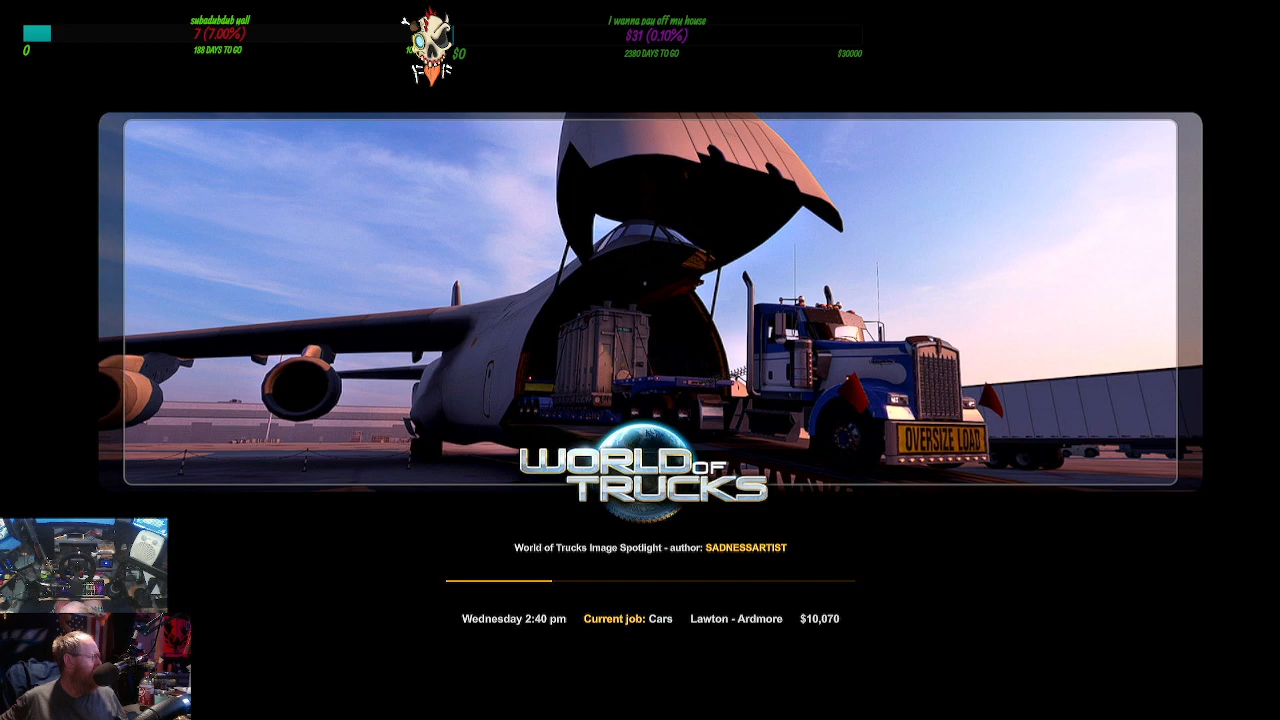 subadubdub yall
7 (7.00%)
0
188 DAYS TO GO
$0
I wanna pay off my house
$31 (0.10%)
2380 DAYS TO GO
$30000
OVERSIZE LOAD
WORLD OF
TRUCKS
World of Trucks Image Spotlight - author: SADNESSARTIST
Wednesday 2:40 pm Current job: Cars Lawton - Ardmore $10,070